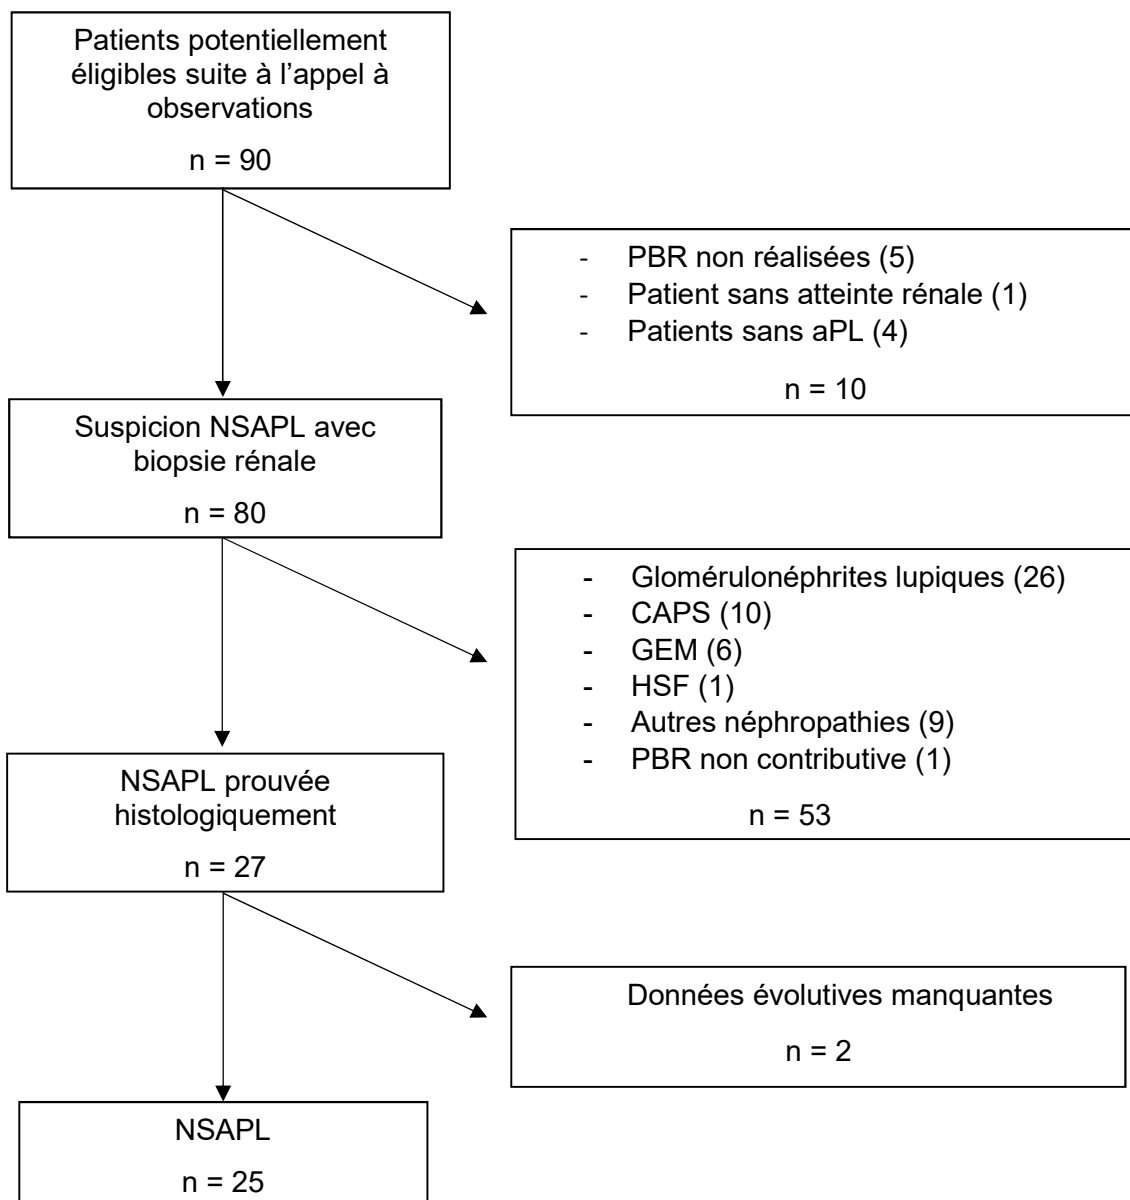 Patients potentiellement
éligibles suite à l'appel à
observations
n = 90
- PBR non réalisées (5)
- Patient sans atteinte rénale (1)
- Patients sans aPL (4)
n = 10
Suspicion NSAPL avec
biopsie rénale
n = 80
- Glomérulonéphrites lupiques (26)
- CAPS (10)
- GEM (6)
- HSF (1)
- Autres néphropathies (9)
- PBR non contributive (1)
n = 53
NSAPL prouvée
histologiquement
n = 27
Données évolutives manquantes
n = 2
NSAPL
n = 25